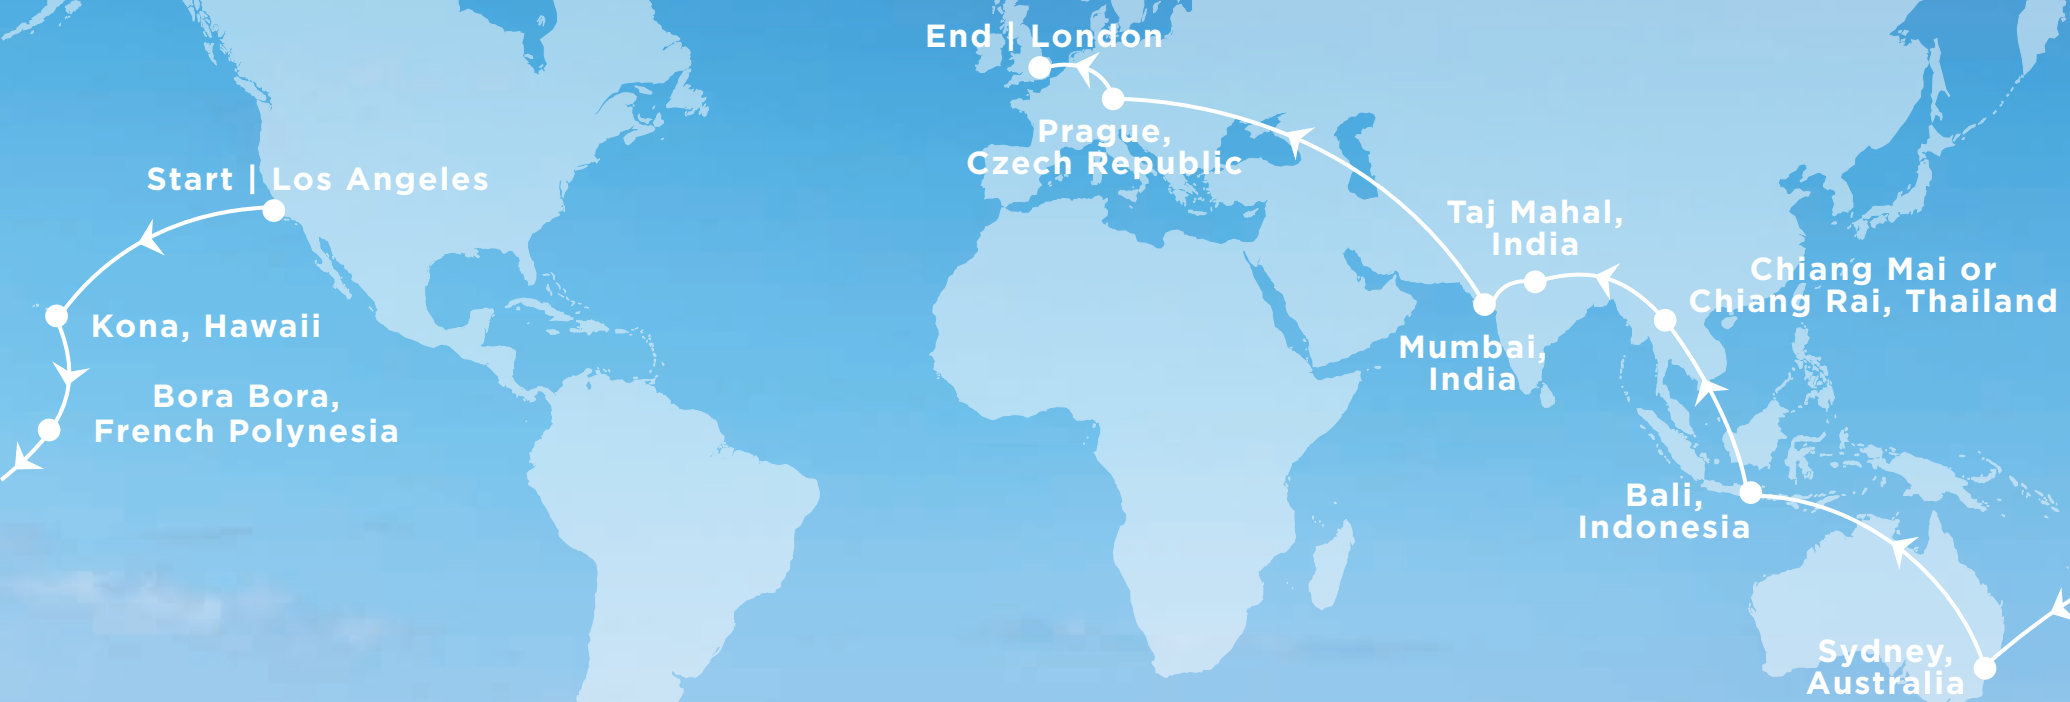 End | London
Prague,
Czech Republic
Start | Los Angeles
Taj Mahal,
India
Chiang Mai or
Chiang Rai, Thailand
Kona, Hawaii
Mumbai,
India
Bora Bora,
French Polynesia
Bali,
Indonesia
Sydney,
Australia